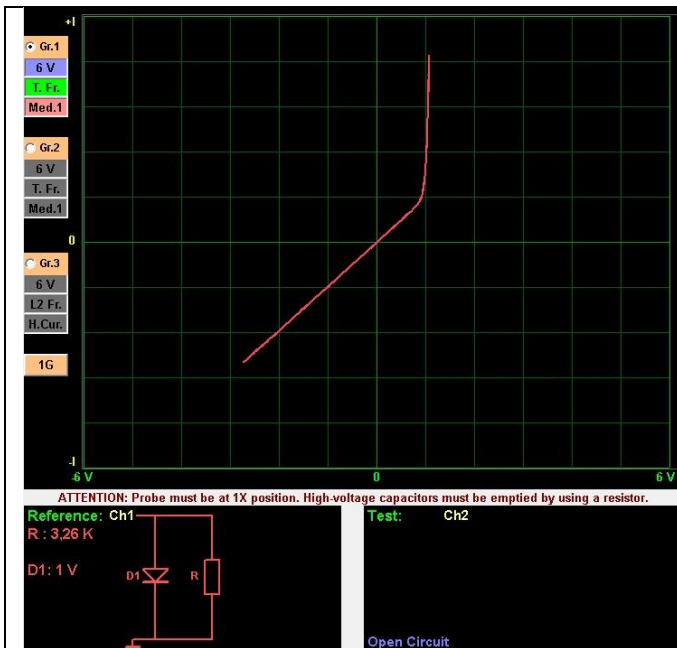 +I
Gr.1
6 V
T. Fr.
Med.1
Gr.2
6 V
T. Fr.
Med.1
0
Gr.3
6 V
L2 Fr.
H.Cur.
1G
-I
-6 V 0 6 V
ATTENTION: Probe must be at 1X position. High-voltage capacitors must be emptied by using a resistor.
Reference: Ch1
R : 3,26 K
D1: 1 V
D1 R
Test: Ch2
Open Circuit